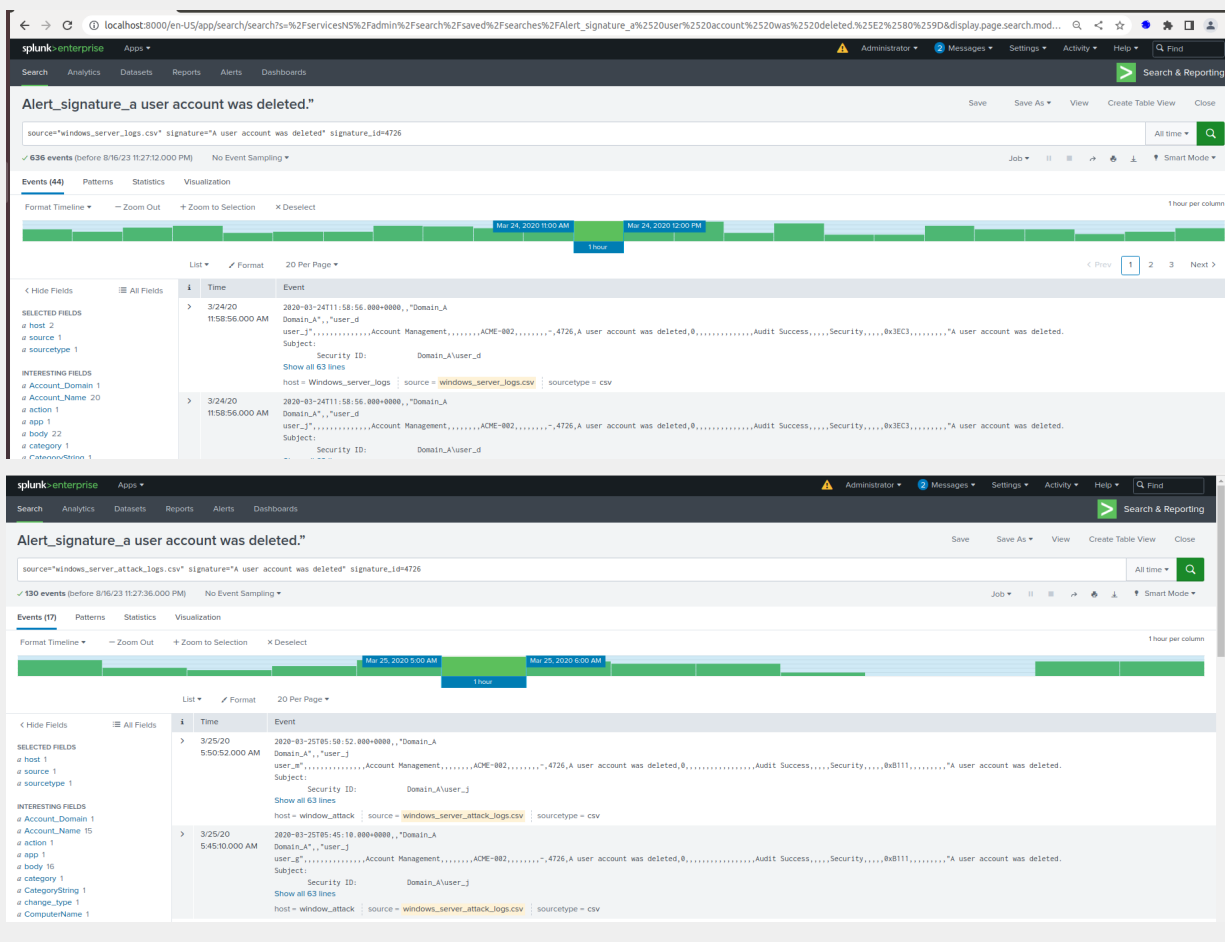 localhost:8000/en-US/app/search/search?s=%2FservicesNS%2Fadmin%2Fsearch%2Fsaved%2Fsearches%2FAlert_signature_a%2520user%2520account%2520was%2520deleted.%25E2%2580%259D&display.page.search.mod...
splunk>enterprise Apps
Administrator 2 Messages Settings Activity Help Find
Search Analytics Datasets Reports Alerts Dashboards
Search & Reporting
Alert_signature_a user account was deleted.”
Save Save As View Create Table View Close
source="windows_server_logs.csv" signature="A user account was deleted" signature_id=4726
All time
636 events (before 8/16/23 11:27:12.000 PM) No Event Sampling
Job Smart Mode
Events (44) Patterns Statistics Visualization
Format Timeline — Zoom Out + Zoom to Selection × Deselect
1 hour per column
Mar 24, 2020 11:00 AM Mar 24, 2020 12:00 PM
1 hour
List Format 20 Per Page
< Prev 1 2 3 Next >
< Hide Fields All Fields
i Time Event
SELECTED FIELDS
a host 2
a source 1
a sourcetype 1
INTERESTING FIELDS
a Account_Domain 1
a Account_Name 20
a action 1
a app 1
a body 22
a category 1
a CategoryString 1
> 3/24/20
11:58:56.000 AM
2020-03-24T11:58:56.000+0000,,"Domain_A
Domain_A",,"user_d
user_j",,,,,,,,,,,,,Account Management,,,,,,,,ACME-002,,,,,,,,-,4726,A user account was deleted,0,,,,,,,,,,,,,Audit Success,,,,,Security,,,,,0x3EC3,,,,,,,,,"A user account was deleted.
Subject:
Security ID: Domain_A\user_d
Show all 63 lines
host = Windows_server_logs source = windows_server_logs.csv sourcetype = csv
> 3/24/20
11:58:56.000 AM
2020-03-24T11:58:56.000+0000,,"Domain_A
Domain_A",,"user_d
user_j",,,,,,,,,,,,,Account Management,,,,,,,,ACME-002,,,,,,,,-,4726,A user account was deleted,0,,,,,,,,,,,,,Audit Success,,,,,Security,,,,,0x3EC3,,,,,,,,,"A user account was deleted.
Subject:
Security ID: Domain_A\user_d
splunk>enterprise Apps
Administrator 2 Messages Settings Activity Help Find
Search Analytics Datasets Reports Alerts Dashboards
Search & Reporting
Alert_signature_a user account was deleted.”
Save Save As View Create Table View Close
source="windows_server_attack_logs.csv" signature="A user account was deleted" signature_id=4726
All time
130 events (before 8/16/23 11:27:36.000 PM) No Event Sampling
Job Smart Mode
Events (17) Patterns Statistics Visualization
Format Timeline — Zoom Out + Zoom to Selection × Deselect
1 hour per column
Mar 25, 2020 5:00 AM Mar 25, 2020 6:00 AM
1 hour
List Format 20 Per Page
< Hide Fields All Fields
i Time Event
SELECTED FIELDS
a host 1
a source 1
a sourcetype 1
INTERESTING FIELDS
a Account_Domain 1
a Account_Name 15
a action 1
a app 1
a body 16
a category 1
a CategoryString 1
a change_type 1
a ComputerName 1
> 3/25/20
5:50:52.000 AM
2020-03-25T05:50:52.000+0000,,"Domain_A
Domain_A",,"user_j
user_m",,,,,,,,,,,,,,Account Management,,,,,,,,ACME-002,,,,,,,,-,4726,A user account was deleted,0,,,,,,,,,,,,,,,Audit Success,,,,,Security,,,,,0xB111,,,,,,,,,"A user account was deleted.
Subject:
Security ID: Domain_A\user_j
Show all 63 lines
host = window_attack source = windows_server_attack_logs.csv sourcetype = csv
> 3/25/20
5:45:10.000 AM
2020-03-25T05:45:10.000+0000,,"Domain_A
Domain_A",,"user_j
user_g",,,,,,,,,,,,,,Account Management,,,,,,,,ACME-002,,,,,,,,-,4726,A user account was deleted,0,,,,,,,,,,,,,,,Audit Success,,,,,Security,,,,,0xB111,,,,,,,,,"A user account was deleted.
Subject:
Security ID: Domain_A\user_j
Show all 63 lines
host = window_attack source = windows_server_attack_logs.csv sourcetype = csv